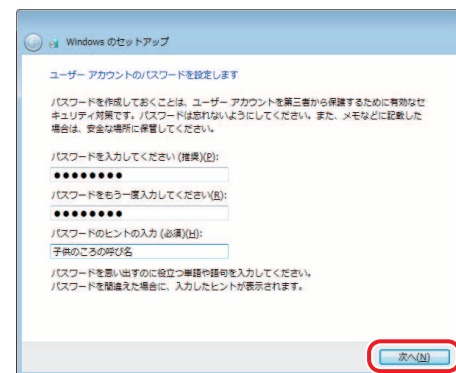 Windows のセットアップ
ユーザー アカウントのパスワードを設定します
パスワードを作成しておくことは、ユーザー アカウントを第三者から保護するために有効なセ
キュリティ対策です。パスワードは忘れないようにしてください。また、メモなどに記載した
場合は、安全な場所に保管してください。
パスワードを入力してください (推奨)(P):
●●●●●●●●
パスワードをもう一度入力してください(R):
●●●●●●●●
パスワードのヒントの入力 (必須)(H):
子供のころの呼び名
パスワードを思い出すのに役立つ単語や語句を入力してください。
パスワードを間違えた場合に、入力したヒントが表示されます。
次へ(N)